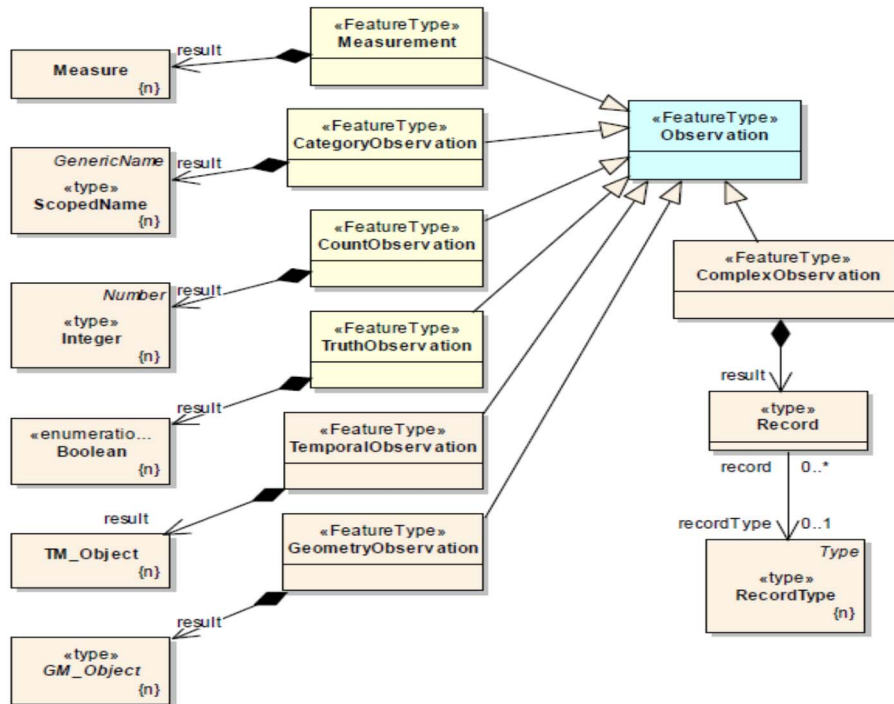 «FeatureType»
Measurement
result
Measure
{n}
«FeatureType»
Observation
«FeatureType»
CategoryObservation
result
GenericName
«type»
ScopedName
{n}
«FeatureType»
CountObservation
result
Number
«type»
Integer
{n}
«FeatureType»
ComplexObservation
«FeatureType»
TruthObservation
result
«enumeratio...
Boolean
{n}
result
«type»
Record
«FeatureType»
TemporalObservation
result
TM_Object
{n}
record
0..*
recordType
0..1
Type
«type»
RecordType
{n}
«FeatureType»
GeometryObservation
result
«type»
GM_Object
{n}